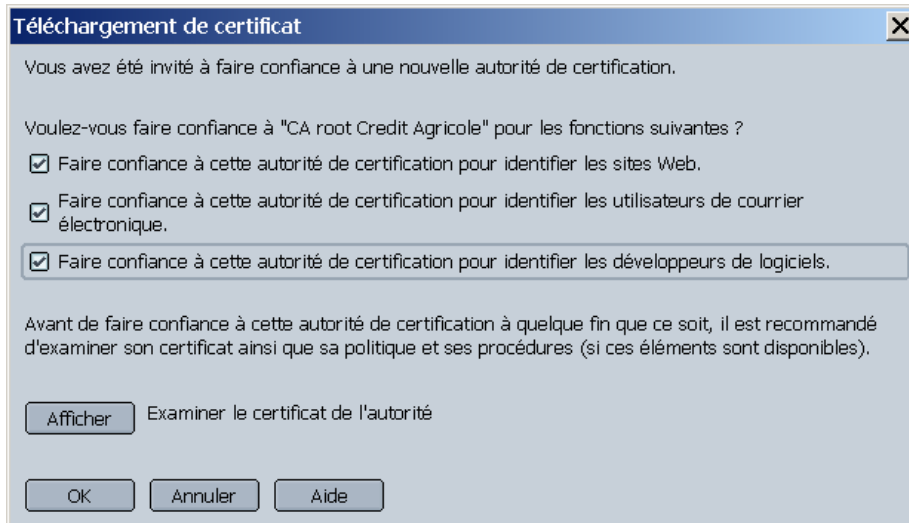 Téléchargement de certificat
Vous avez été invité à faire confiance à une nouvelle autorité de certification.
Voulez-vous faire confiance à "CA root Credit Agricole" pour les fonctions suivantes ?
Faire confiance à cette autorité de certification pour identifier les sites Web.
Faire confiance à cette autorité de certification pour identifier les utilisateurs de courrier
électronique.
Faire confiance à cette autorité de certification pour identifier les développeurs de logiciels.
Avant de faire confiance à cette autorité de certification à quelque fin que ce soit, il est recommandé
d'examiner son certificat ainsi que sa politique et ses procédures (si ces éléments sont disponibles).
Afficher Examiner le certificat de l'autorité
OK Annuler Aide